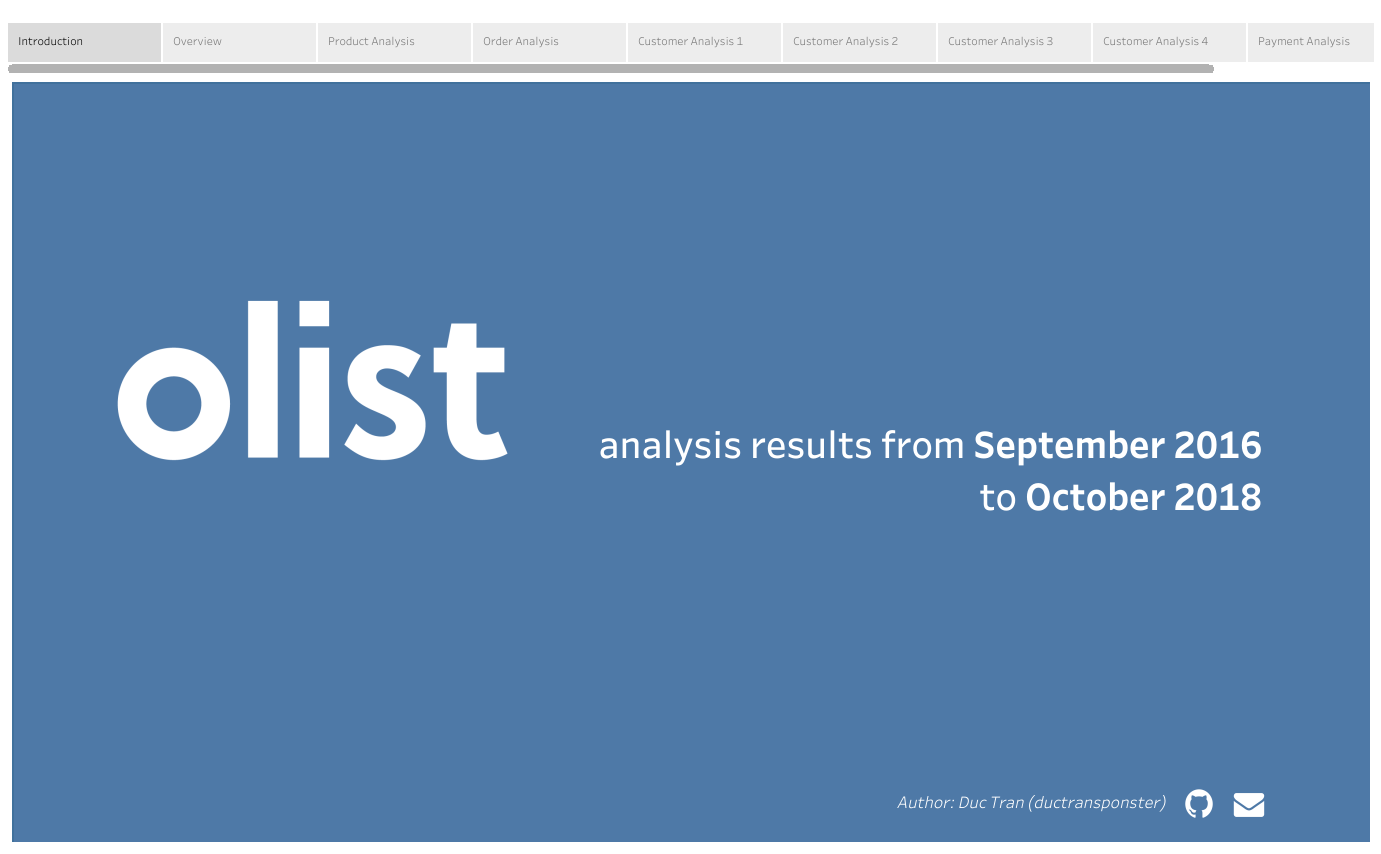 Introduction
Overview
Product Analysis
Order Analysis
Customer Analysis 1
Customer Analysis 2
Customer Analysis 3
Customer Analysis 4
Payment Analysis
olist
analysis results from September 2016
to October 2018
Author: Duc Tran (ductransponster)